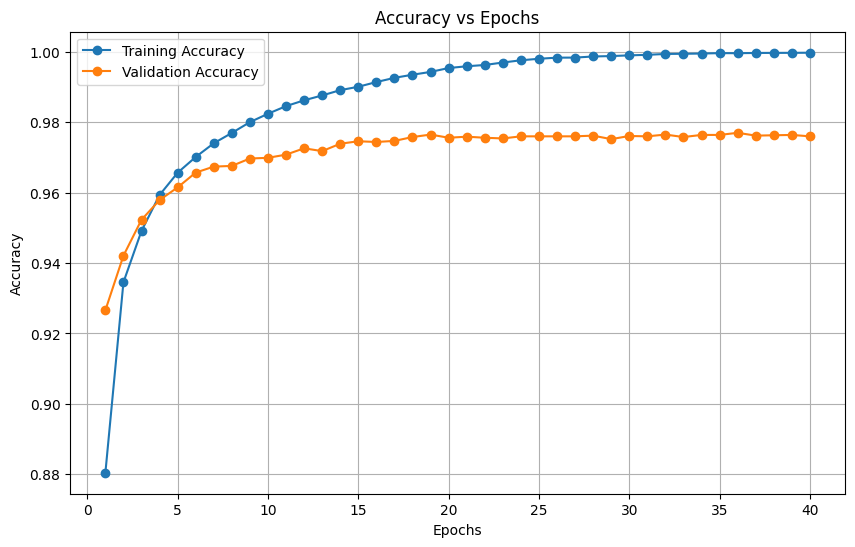 Accuracy vs Epochs
Training Accuracy
Validation Accuracy
1.00
0.98
0.96
0.94
0.92
0.90
0.88
Accuracy
0 5 10 15 20 25 30 35 40
Epochs